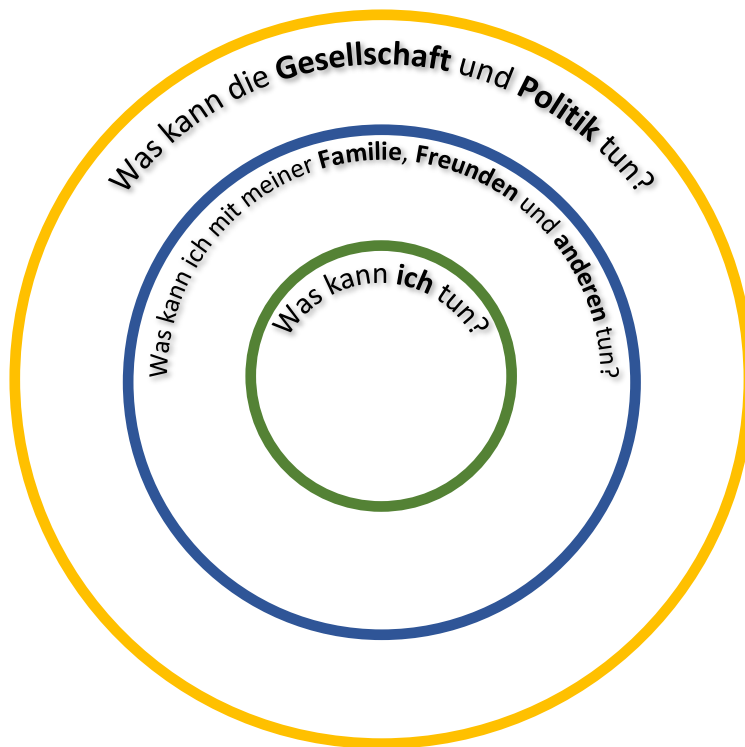 Was kann die Gesellschaft und Politik tun?
Was kann ich mit meiner Familie, Freunden und anderen tun?
Was kann ich tun?